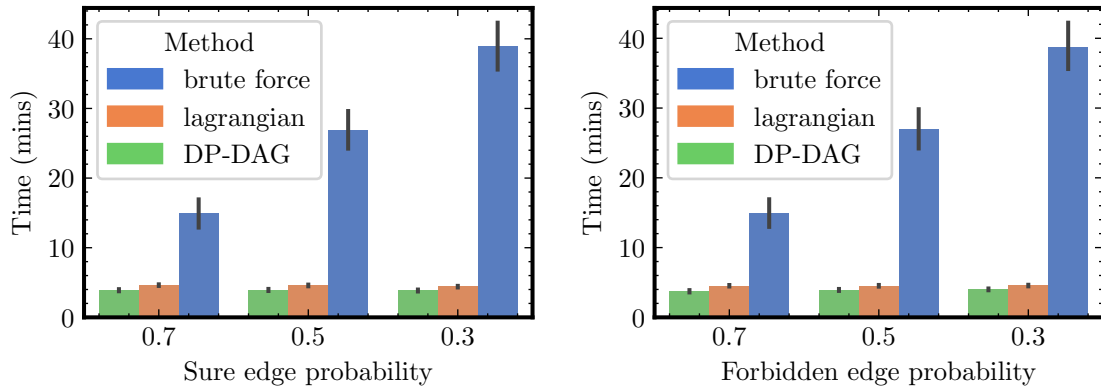 Time (mins)
40
30
20
10
0
Method
brute force
lagrangian
DP-DAG
0.7 0.5 0.3
Sure edge probability
Time (mins)
40
30
20
10
0
Method
brute force
lagrangian
DP-DAG
0.7 0.5 0.3
Forbidden edge probability